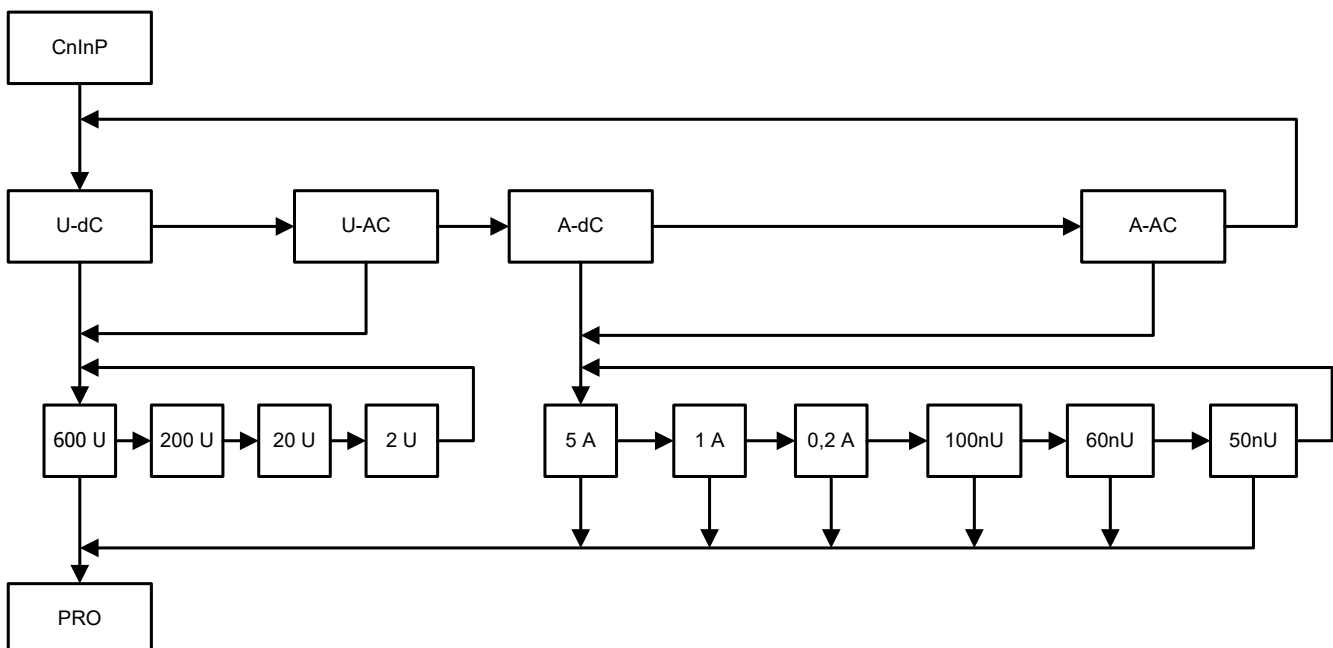 CnInP
U-dC
U-AC
A-dC
A-AC
600 U
200 U
20 U
2 U
5 A
1 A
0,2 A
100nU
60nU
50nU
PRO